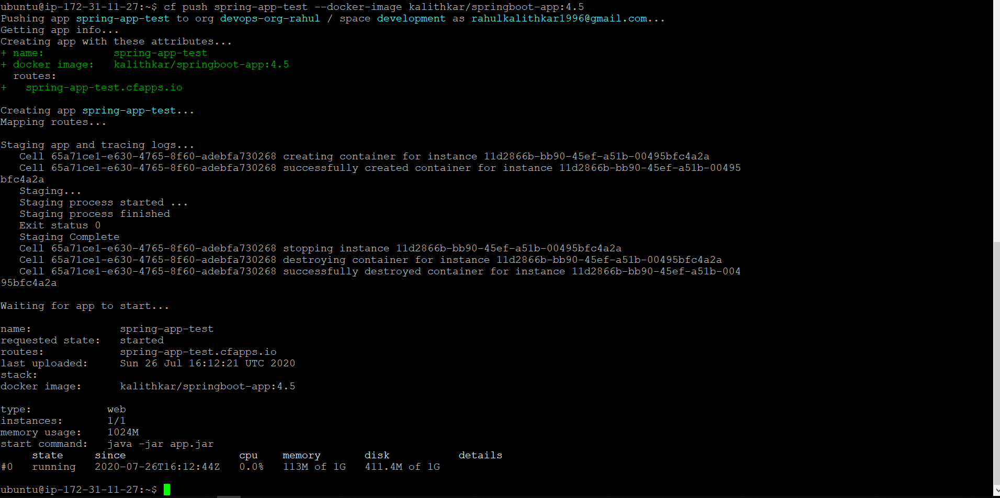 ubuntu@ip-172-31-11-27:~$ cf push spring-app-test --docker-image kalithkar/springboot-app:4.5
Pushing app spring-app-test to org devops-org-rahul / space development as rahulkalithkar1996@gmail.com...
Getting app info...
Creating app with these attributes...
+ name:           spring-app-test
+ docker image:   kalithkar/springboot-app:4.5
  routes:
+   spring-app-test.cfapps.io

Creating app spring-app-test...
Mapping routes...

Staging app and tracing logs...
   Cell 65a71ce1-e630-4765-8f60-adebfa730268 creating container for instance 11d2866b-bb90-45ef-a51b-00495bfc4a2a
   Cell 65a71ce1-e630-4765-8f60-adebfa730268 successfully created container for instance 11d2866b-bb90-45ef-a51b-00495
bfc4a2a
   Staging...
   Staging process started ...
   Staging process finished
   Exit status 0
   Staging Complete
   Cell 65a71ce1-e630-4765-8f60-adebfa730268 stopping instance 11d2866b-bb90-45ef-a51b-00495bfc4a2a
   Cell 65a71ce1-e630-4765-8f60-adebfa730268 destroying container for instance 11d2866b-bb90-45ef-a51b-00495bfc4a2a
   Cell 65a71ce1-e630-4765-8f60-adebfa730268 successfully destroyed container for instance 11d2866b-bb90-45ef-a51b-004
95bfc4a2a

Waiting for app to start...

name:              spring-app-test
requested state:   started
routes:            spring-app-test.cfapps.io
last uploaded:     Sun 26 Jul 16:12:21 UTC 2020
stack:
docker image:      kalithkar/springboot-app:4.5

type:            web
instances:       1/1
memory usage:    1024M
start command:   java -jar app.jar
     state     since                  cpu    memory       disk           details
#0   running   2020-07-26T16:12:44Z   0.0%   113M of 1G   411.4M of 1G

ubuntu@ip-172-31-11-27:~$